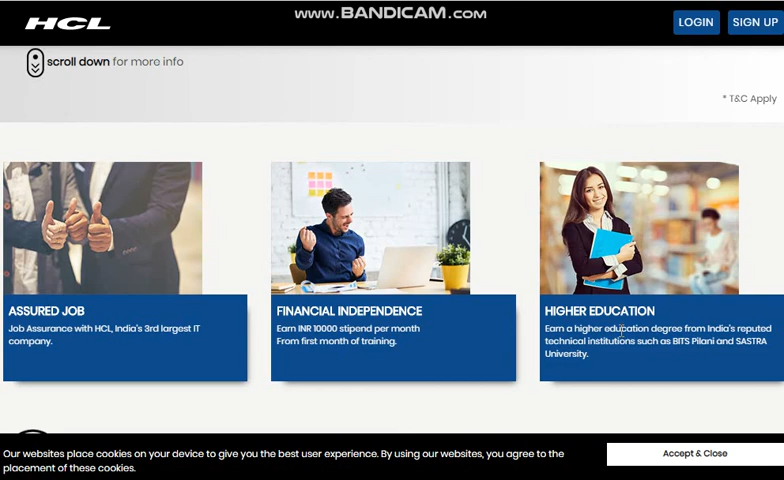 www.BANDICAM.com
HCL
LOGIN
SIGN UP
scroll down for more info
* T&C Apply
ASSURED JOB
Job Assurance with HCL, India's 3rd largest IT
company.
FINANCIAL INDEPENDENCE
Earn INR 10000 stipend per month
From first month of training.
HIGHER EDUCATION
Earn a higher education degree from India's reputed
technical institutions such as BITS Pilani and SASTRA
University.
Our websites place cookies on your device to give you the best user experience. By using our websites, you agree to the
placement of these cookies.
Accept & Close